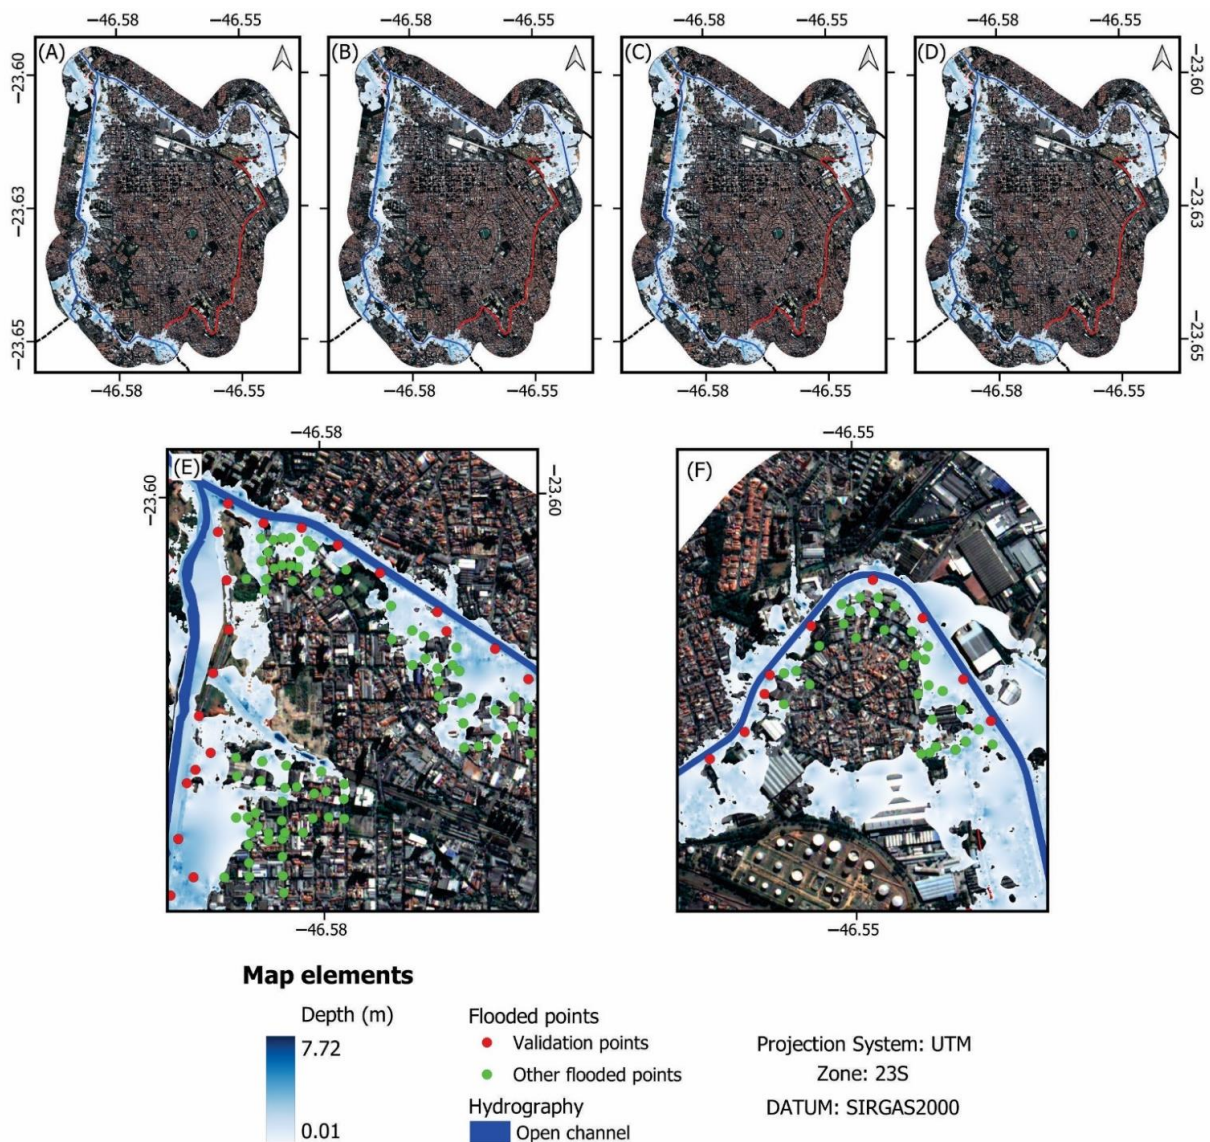 −46.58 −46.55 −46.58 −46.55 −46.58 −46.55 −46.58 −46.55
(A) (B) (C) (D)
−23.60 −23.60
−23.63 −23.63
−23.65 −23.65
−46.58 −46.55 −46.58 −46.55 −46.58 −46.55 −46.58 −46.55
−46.58 −46.55
(E) (F)
−23.60 −23.60
−46.58 −46.55
Map elements
Depth (m)
7.72
0.01
Flooded points
Validation points
Other flooded points
Hydrography
Open channel
Projection System: UTM
Zone: 23S
DATUM: SIRGAS2000